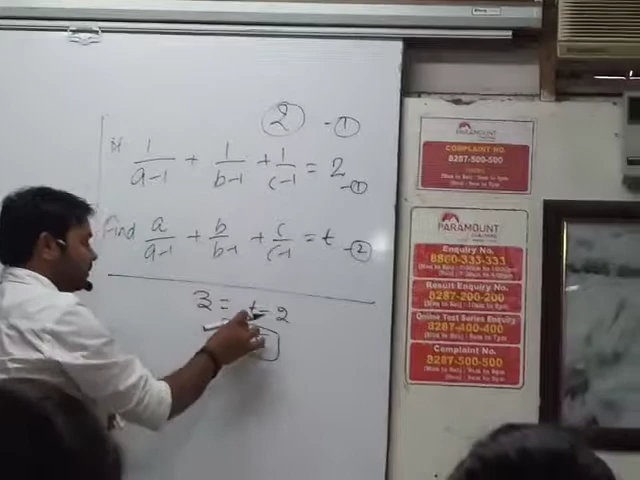 ② - ①
If 1/(a-1) + 1/(b-1) + 1/(c-1) = 2 -①
Find a/(a-1) + b/(b-1) + c/(c-1) = t -②
3 = t - 2
PARAMOUNT
COMPLAINT NO.
8287-500-500
PARAMOUNT
Enquiry No.
8860-333-333
Result Enquiry No.
8287-200-200
Online Test Series Enquiry
8287-400-400
Complaint No.
8287-500-500